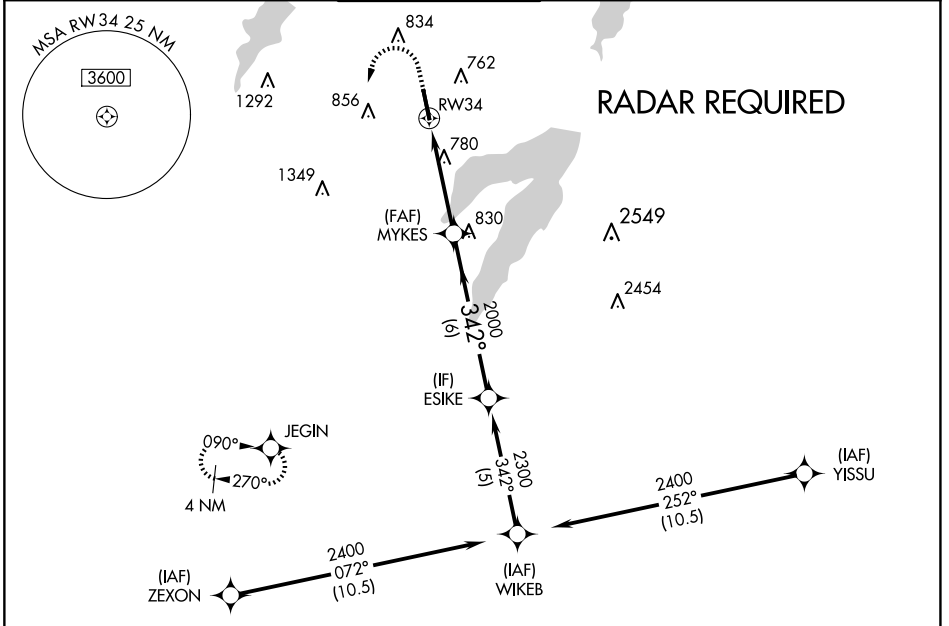 MSA RW34 25 NM
3600
834
762
1292
856
RW34
RADAR REQUIRED
780
1349
(FAF)
MYKES
830
2549
2454
2000
342°
(6)
(IF)
ESIKE
JEGIN
090°
270°
4 NM
2300
342°
(5)
(IAF)
YISSU
2400
252°
(10.5)
2400
072°
(10.5)
(IAF)
ZEXON
(IAF)
WIKEB